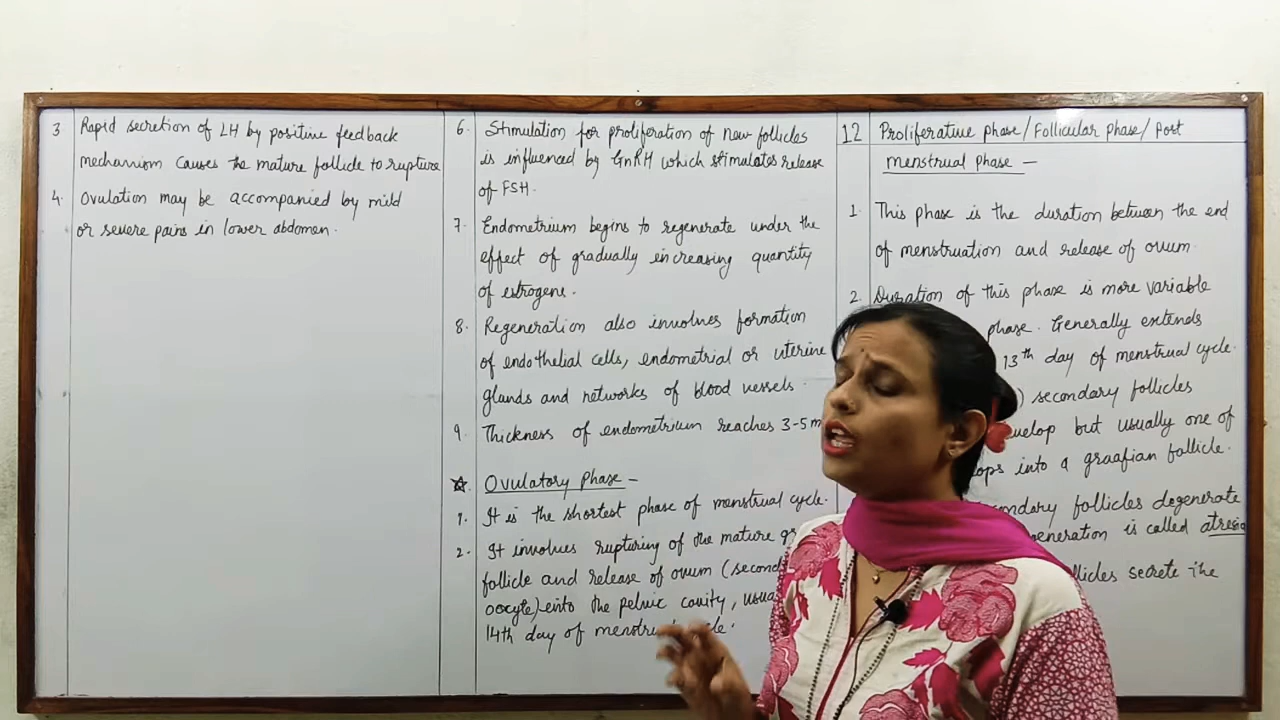 3 Rapid secretion of LH by positive feedback
mechanism causes the mature follicle to rupture
4. Ovulation may be accompanied by mild
or severe pains in lower abdomen.
6. Stimulation for proliferation of new follicles
is influenced by GnRH which stimulates release
of FSH.
7. Endometrium begins to regenerate under the
effect of gradually increasing quantity
of estrogene.
8. Regeneration also involves formation
of endothelial cells, endometrial or uterine
glands and networks of blood vessels.
9. Thickness of endometrium reaches 3-5 m
☆. Ovulatory Phase –
1. It is the shortest phase of menstrual cycle.
2. It involves rupturing of the mature
follicle and release of ovum (second
oocyte) into the pelvic cavity,
14th day of
12 Proliferative phase/Follicular phase/Post
menstrual phase –
1. This phase is the duration between the end
of menstruation and release of ovum.
2. Duration of this phase is more variable
phase. Generally extends
13th day of menstrual cycle.
) secondary follicles
but usually one of
into a graafian follicle.
follicles degenerate
is called atresia
secrete the